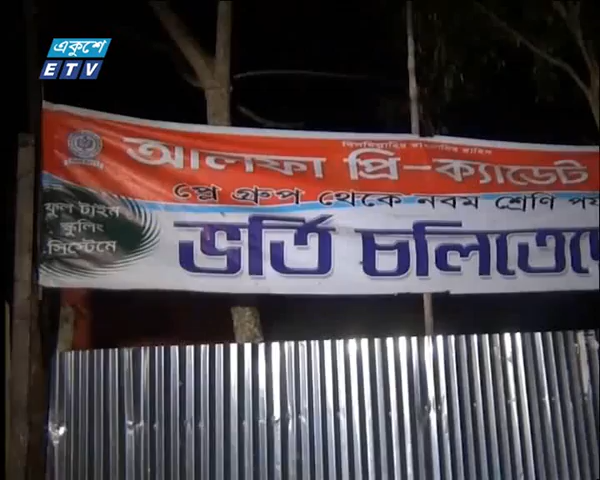 একুশে
ETV
আলফা প্রি-ক্যাডেট
প্লে গ্রুপ থেকে নবম শ্রেণি পর্য
ফুল টাইম
স্কুলিং
সিস্টেমে
ভর্তি চলিতেছে